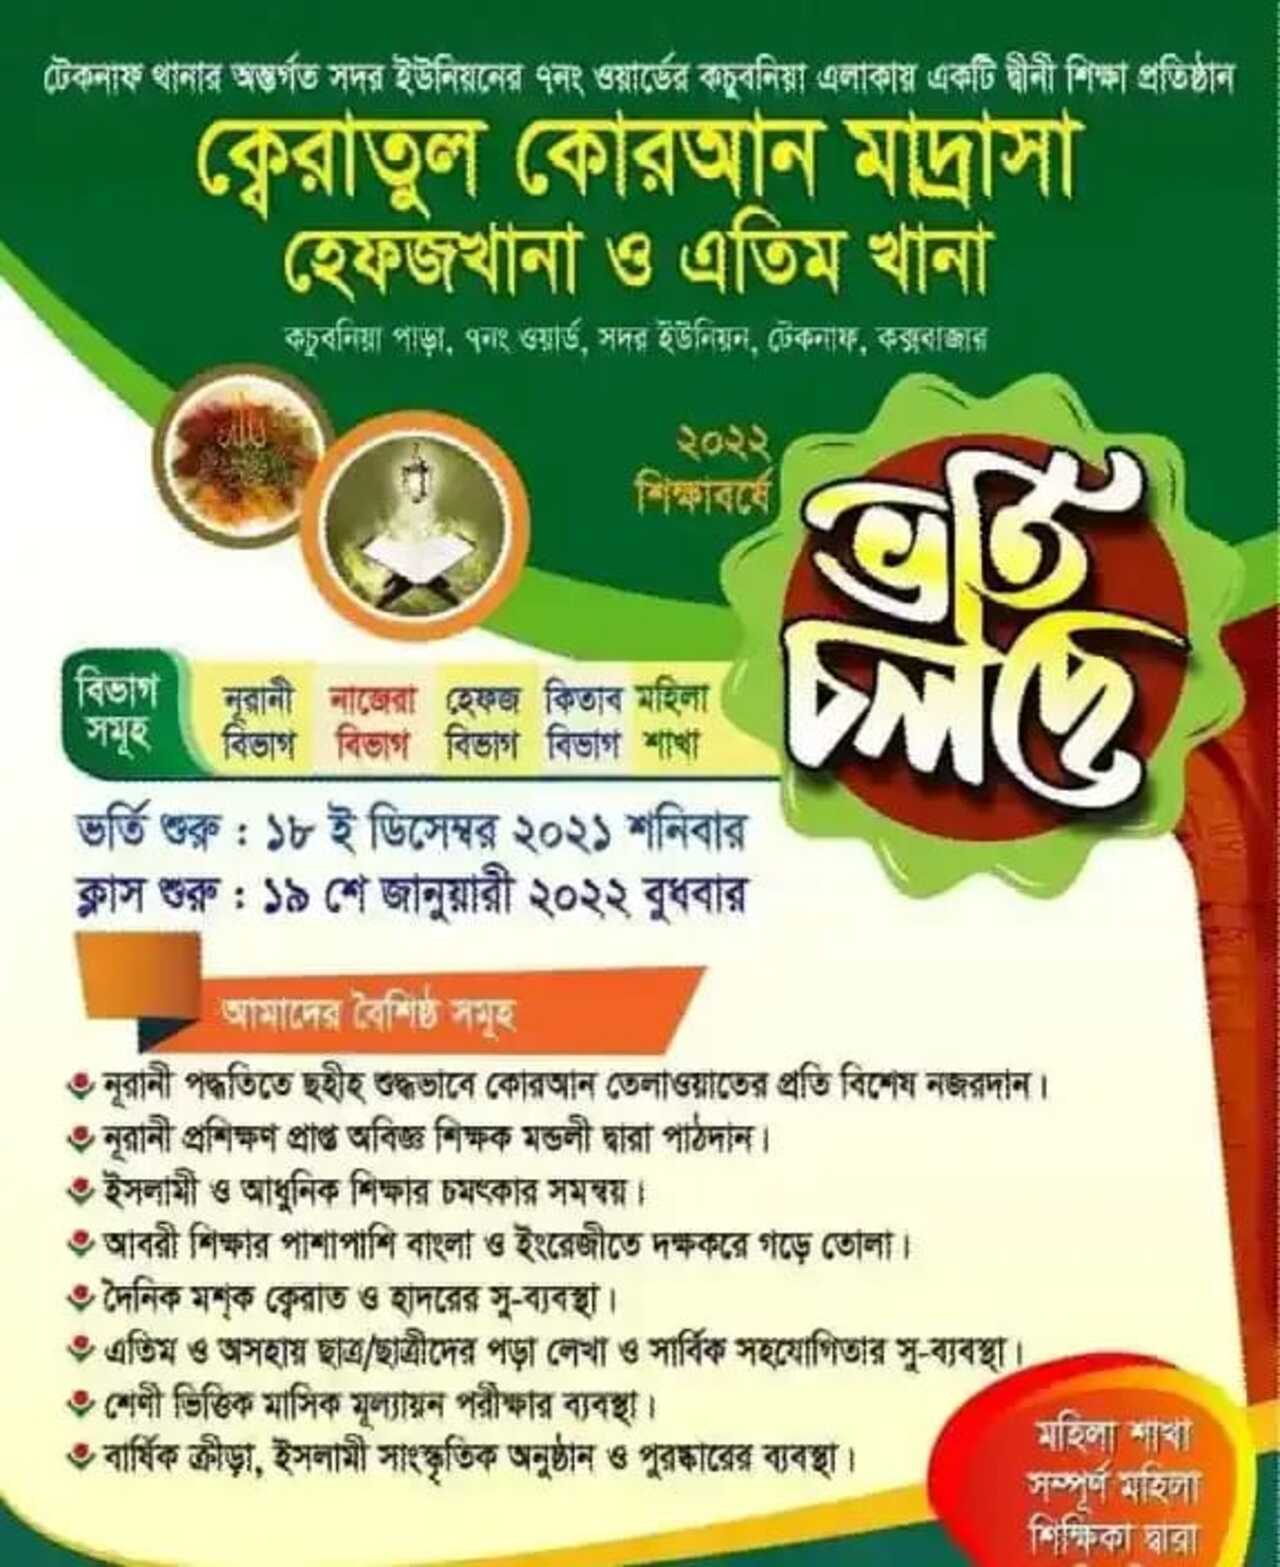 টেকনাফ থানার অন্তর্গত সদর ইউনিয়নের ৭নং ওয়ার্ডের কচুবনিয়া এলাকায় একটি দ্বীনী শিক্ষা প্রতিষ্ঠান
ক্বেরাতুল কোরআন মাদ্রাসা
হেফজখানা ও এতিম খানা
কচুবনিয়া পাড়া, ৭নং ওয়ার্ড, সদর ইউনিয়ন, টেকনাফ, কক্সবাজার
২০২২
শিক্ষাবর্ষে
ভর্তি
চলছে
বিভাগ
সমূহ
নূরানী
বিভাগ
নাজেরা
বিভাগ
হেফজ
বিভাগ
কিতাব
বিভাগ
মহিলা
শাখা
ভর্তি শুরু : ১৮ ই ডিসেম্বর ২০২১ শনিবার
ক্লাস শুরু : ১৯ শে জানুয়ারী ২০২২ বুধবার
আমাদের বৈশিষ্ঠ সমূহ
নূরানী পদ্ধতিতে ছহীহ শুদ্ধভাবে কোরআন তেলাওয়াতের প্রতি বিশেষ নজরদান।
নূরানী প্রশিক্ষণ প্রাপ্ত অবিজ্ঞ শিক্ষক মন্ডলী দ্বারা পাঠদান।
ইসলামী ও আধুনিক শিক্ষার চমৎকার সমন্বয়।
আবরী শিক্ষার পাশাপাশি বাংলা ও ইংরেজীতে দক্ষকরে গড়ে তোলা।
দৈনিক মশ্ক ক্বেরাত ও হাদরের সু-ব্যবস্থা।
এতিম ও অসহায় ছাত্র/ছাত্রীদের পড়া লেখা ও সার্বিক সহযোগিতার সু-ব্যবস্থা।
শেণী ভিত্তিক মাসিক মূল্যায়ন পরীক্ষার ব্যবস্থা।
বার্ষিক ক্রীড়া, ইসলামী সাংস্কৃতিক অনুষ্ঠান ও পুরষ্কারের ব্যবস্থা।
মহিলা শাখা
সম্পূর্ণ মহিলা
শিক্ষিকা দ্বারা